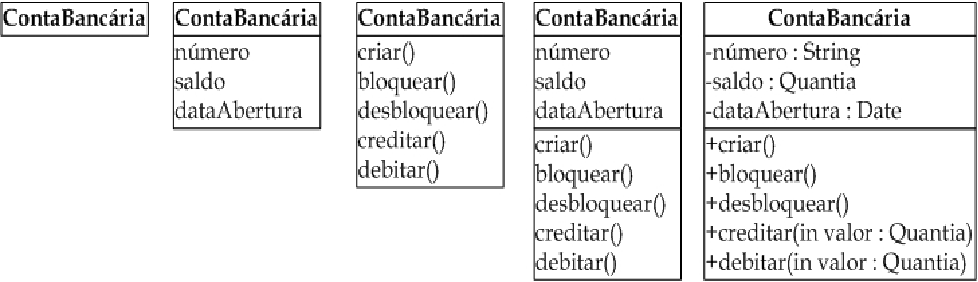 ContaBancária
ContaBancária
número
saldo
dataAbertura
ContaBancária
criar()
bloquear()
desbloquear()
creditar()
debitar()
ContaBancária
número
saldo
dataAbertura
criar()
bloquear()
desbloquear()
creditar()
debitar()
ContaBancária
-número : String
-saldo : Quantia
-dataAbertura : Date
+criar()
+bloquear()
+desbloquear()
+creditar(in valor : Quantia)
+debitar(in valor : Quantia)